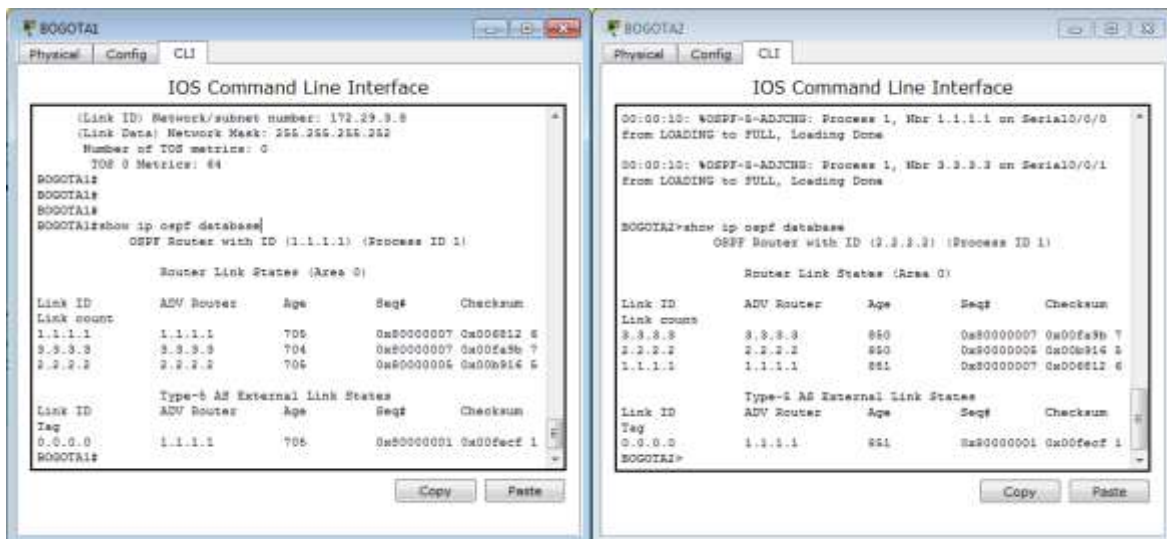 BOGOTA1
Physical Config CLI
IOS Command Line Interface
(Link ID) Network/subnet number: 172.29.3.8
(Link Data) Network Mask: 255.255.255.252
Number of TOS metrics: 0
TOS 0 Metrics: 64
BOGOTA1#
BOGOTA1#
BOGOTA1#
BOGOTA1#show ip ospf database
OSPF Router with ID (1.1.1.1) (Process ID 1)
Router Link States (Area 0)
Link ID ADV Router Age Seq# Checksum
Link count
1.1.1.1 1.1.1.1 705 0x80000007 0x006812 6
3.3.3.3 3.3.3.3 704 0x80000007 0x00fa9b 7
2.2.2.2 2.2.2.2 705 0x80000005 0x00b916 5
Type-5 AS External Link States
Link ID ADV Router Age Seq# Checksum
Tag
0.0.0.0 1.1.1.1 706 0x80000001 0x00fecf 1
BOGOTA1#
Copy Paste
BOGOTA2
Physical Config CLI
IOS Command Line Interface
00:00:10: %OSPF-5-ADJCHG: Process 1, Nbr 1.1.1.1 on Serial0/0/0
from LOADING to FULL, Loading Done
00:00:10: %OSPF-5-ADJCHG: Process 1, Nbr 3.3.3.3 on Serial0/0/1
from LOADING to FULL, Loading Done
BOGOTA2>show ip ospf database
OSPF Router with ID (2.2.2.2) (Process ID 1)
Router Link States (Area 0)
Link ID ADV Router Age Seq# Checksum
Link count
3.3.3.3 3.3.3.3 850 0x80000007 0x00fa9b 7
2.2.2.2 2.2.2.2 850 0x80000005 0x00b916 5
1.1.1.1 1.1.1.1 851 0x80000007 0x006812 6
Type-5 AS External Link States
Link ID ADV Router Age Seq# Checksum
Tag
0.0.0.0 1.1.1.1 851 0x80000001 0x00fecf 1
BOGOTA2>
Copy Paste